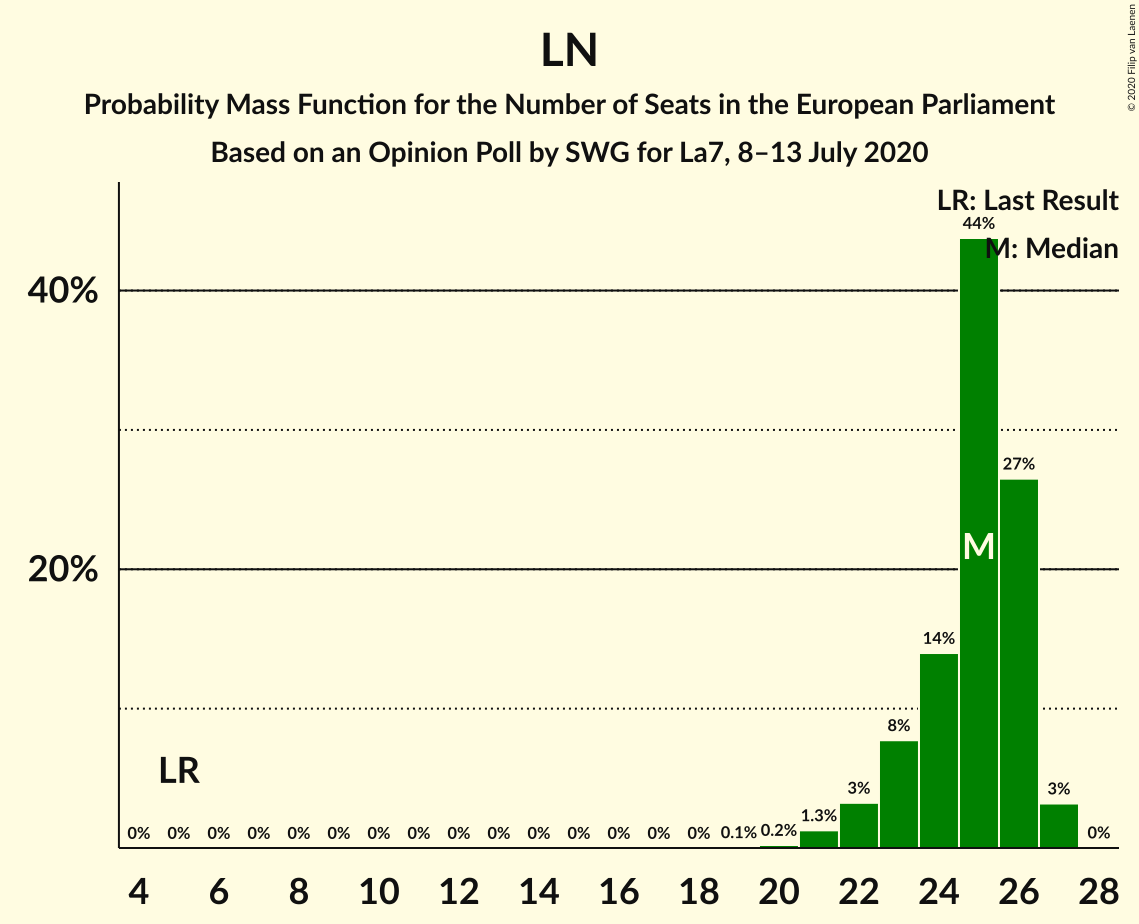 LN
Probability Mass Function for the Number of Seats in the European Parliament
Based on an Opinion Poll by SWG for La7, 8–13 July 2020
© 2020 Filip van Laenen
LR: Last Result
M: Median
44%
40%
27%
M
20%
14%
8%
LR
3% 3%
1.3%
0% 0% 0% 0% 0% 0% 0% 0% 0% 0% 0% 0% 0% 0% 0% 0.1% 0.2% 0%
4 6 8 10 12 14 16 18 20 22 24 26 28